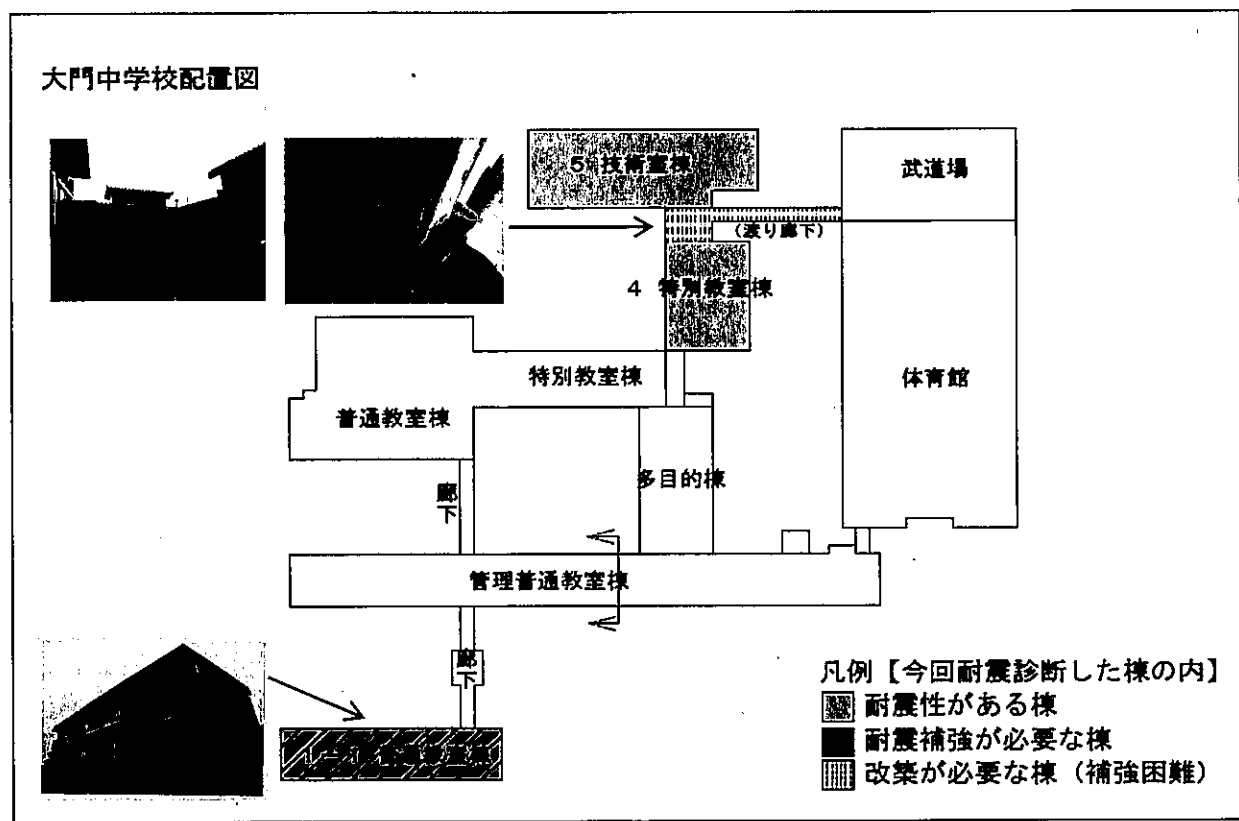 大門中学校配置図
5 技術室棟
武道場
(渡り廊下)
4 特別教室棟
特別教室棟
体育館
普通教室棟
多目的棟
廊下
管理普通教室棟
廊下
凡例【今回耐震診断した棟の内】
耐震性がある棟
耐震補強が必要な棟
改築が必要な棟（補強困難）